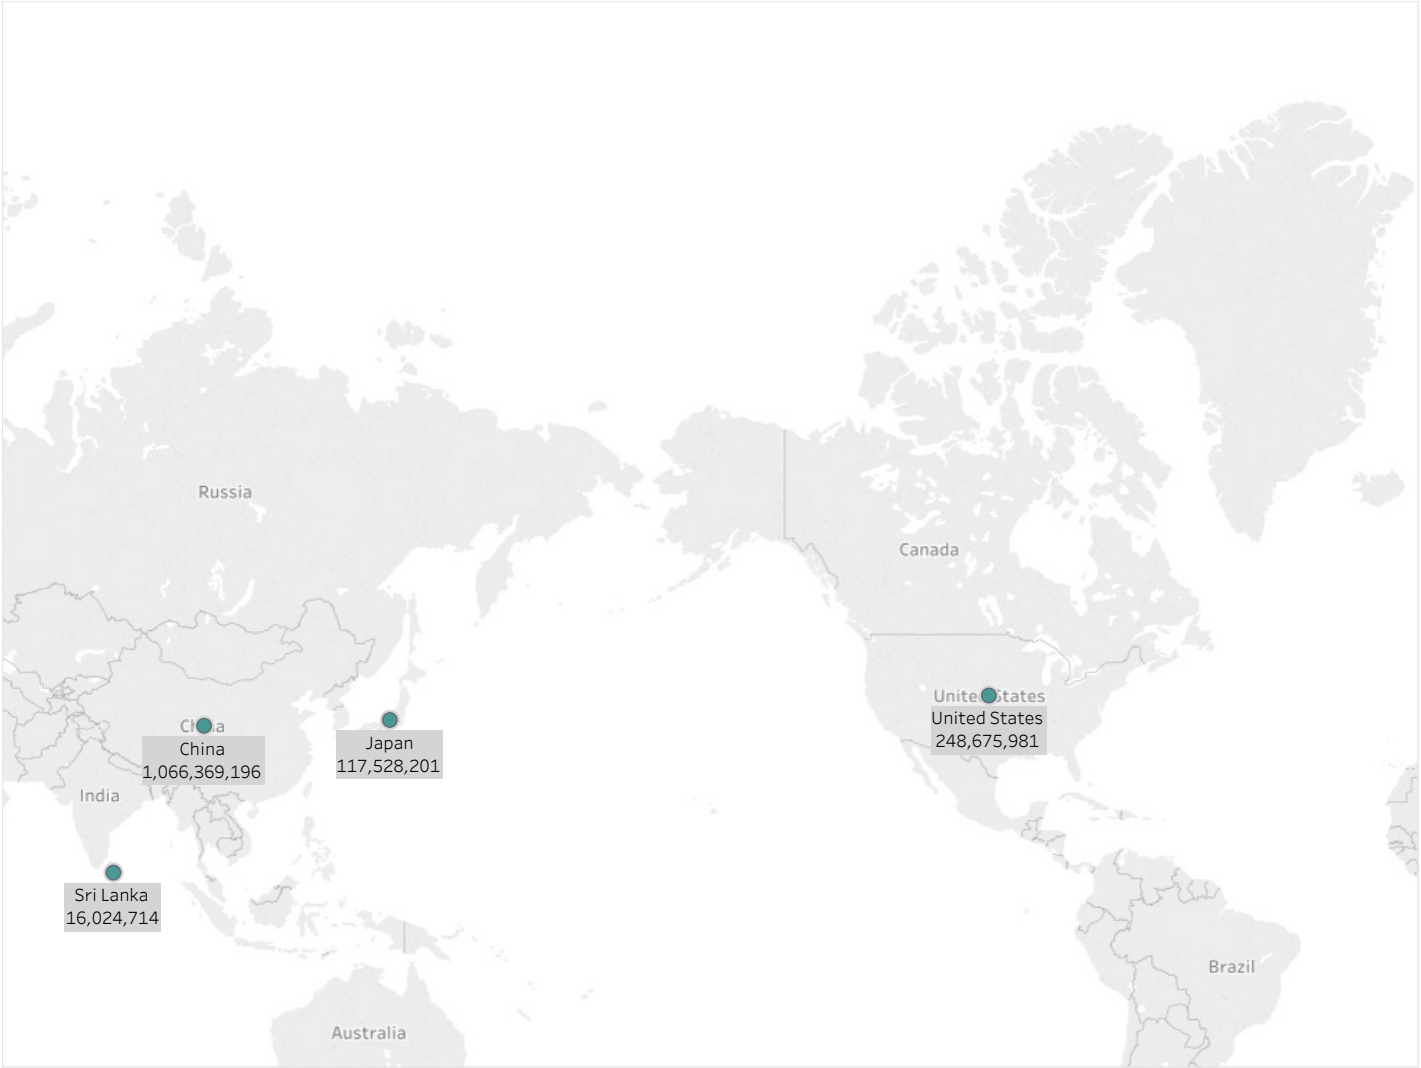 Russia
Canada
United States
United States
248,675,981
China
China
1,066,369,196
Japan
117,528,201
India
Sri Lanka
16,024,714
Brazil
Australia